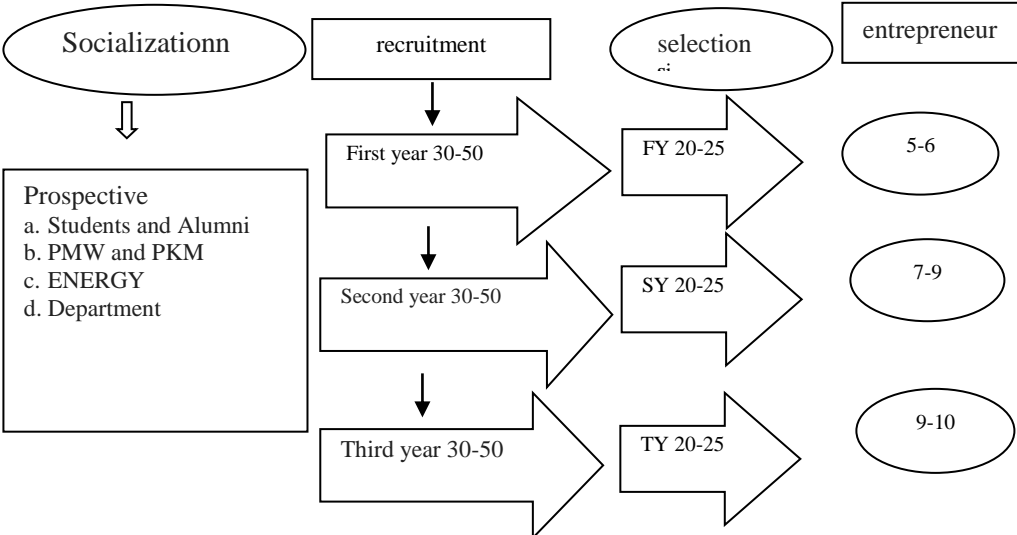 Socializationn
recruitment
selection
entrepreneur
Prospective
a. Students and Alumni
b. PMW and PKM
c. ENERGY
d. Department
First year 30-50
FY 20-25
5-6
Second year 30-50
SY 20-25
7-9
Third year 30-50
TY 20-25
9-10